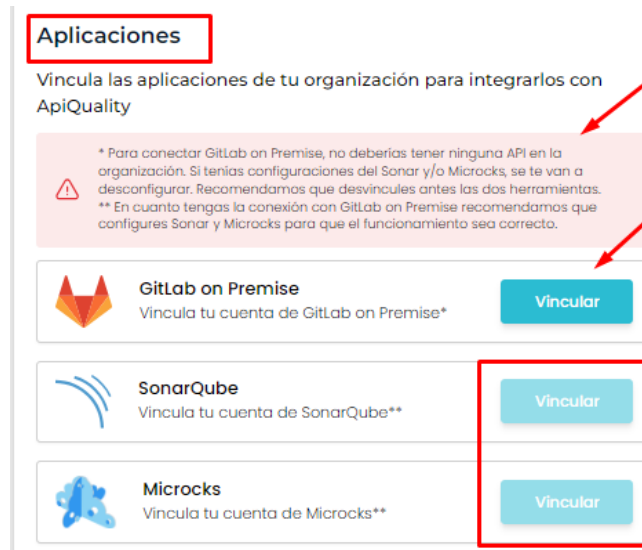 Aplicaciones
Vincula las aplicaciones de tu organización para integrarlos con
ApiQuality
* Para conectar GitLab on Premise, no deberías tener ninguna API en la
organización. Si tenías configuraciones del Sonar y/o Microcks, se te van a
desconfigurar. Recomendamos que desvincules antes las dos herramientas.
** En cuanto tengas la conexión con GitLab on Premise recomendamos que
configures Sonar y Microcks para que el funcionamiento sea correcto.
GitLab on Premise
Vincula tu cuenta de GitLab on Premise*
Vincular
SonarQube
Vincula tu cuenta de SonarQube**
Vincular
Microcks
Vincula tu cuenta de Microcks**
Vincular